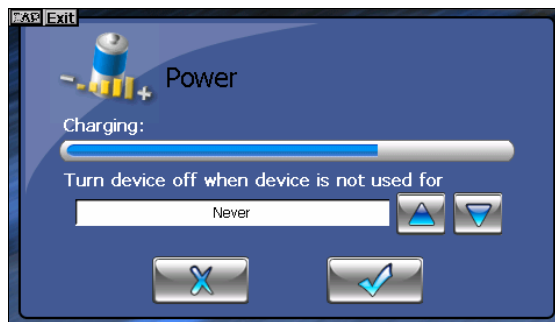 Exit
Power
Charging:
Turn device off when device is not used for
Never